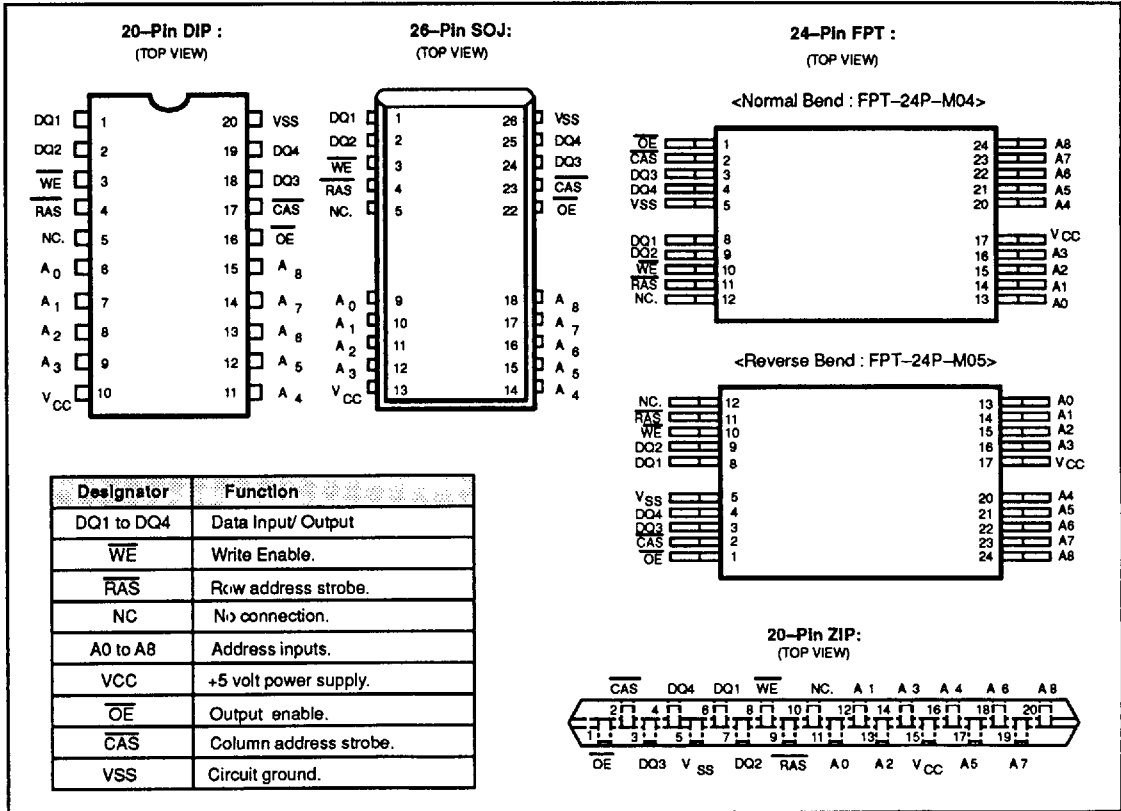 20–Pin DIP :
(TOP VIEW)
DQ1 1 20 VSS
DQ2 2 19 DQ4
WE 3 18 DQ3
RAS 4 17 CAS
NC. 5 16 OE
A0 6 15 A8
A1 7 14 A7
A2 8 13 A6
A3 9 12 A5
VCC 10 11 A4
26–Pin SOJ:
(TOP VIEW)
DQ1 1 26 VSS
DQ2 2 25 DQ4
WE 3 24 DQ3
RAS 4 23 CAS
NC. 5 22 OE
A0 9 18 A8
A1 10 17 A7
A2 11 16 A6
A3 12 15 A5
VCC 13 14 A4
24–Pin FPT :
(TOP VIEW)
<Normal Bend : FPT–24P–M04>
OE 1 24 A8
CAS 2 23 A7
DQ3 3 22 A6
DQ4 4 21 A5
VSS 5 20 A4
DQ1 8 17 VCC
DQ2 9 16 A3
WE 10 15 A2
RAS 11 14 A1
NC. 12 13 A0
<Reverse Bend : FPT–24P–M05>
NC. 12 13 A0
RAS 11 14 A1
WE 10 15 A2
DQ2 9 16 A3
DQ1 8 17 VCC
VSS 5 20 A4
DQ4 4 21 A5
DQ3 3 22 A6
CAS 2 23 A7
OE 1 24 A8
Designator Function
DQ1 to DQ4 Data Input/ Output
WE Write Enable.
RAS Row address strobe.
NC No connection.
A0 to A8 Address inputs.
VCC +5 volt power supply.
OE Output enable.
CAS Column address strobe.
VSS Circuit ground.
20–Pin ZIP:
(TOP VIEW)
CAS DQ4 DQ1 WE NC. A1 A3 A4 A6 A8
2 4 6 8 10 12 14 16 18 20
1 3 5 7 9 11 13 15 17 19
OE DQ3 VSS DQ2 RAS A0 A2 VCC A5 A7